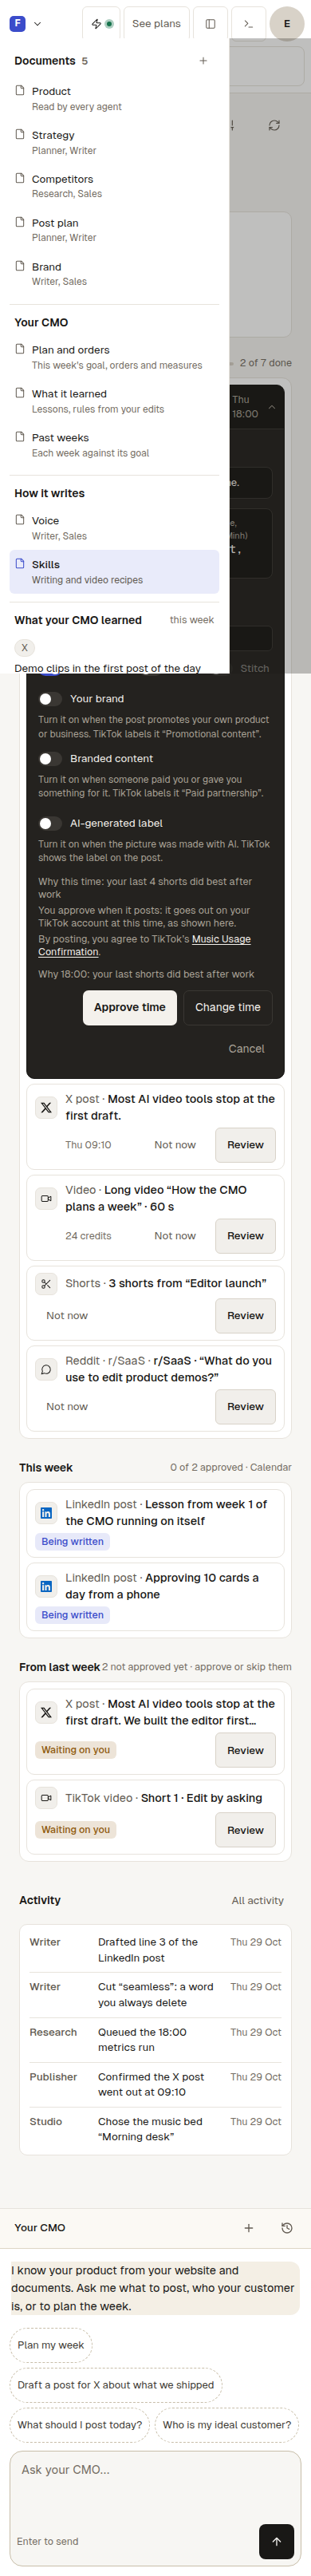 F
See plans
E
Documents 5
Product
Read by every agent
Strategy
Planner, Writer
Competitors
Research, Sales
Post plan
Planner, Writer
Brand
Writer, Sales
2 of 7 done
Your CMO
Plan and orders
This week's goal, orders and measures
What it learned
Lessons, rules from your edits
Past weeks
Each week against its goal
Thu
18:00
How it writes
Voice
Writer, Sales
Skills
Writing and video recipes
What your CMO learned this week
X
Demo clips in the first post of the day
Stitch
Your brand
Turn it on when the post promotes your own product
or business. TikTok labels it “Promotional content”.
Branded content
Turn it on when someone paid you or gave you
something for it. TikTok labels it “Paid partnership”.
AI-generated label
Turn it on when the picture was made with AI. TikTok
shows the label on the post.
Why this time: your last 4 shorts did best after
work
You approve when it posts: it goes out on your
TikTok account at this time, as shown here.
By posting, you agree to TikTok's Music Usage
Confirmation.
Why 18:00: your last shorts did best after work
Approve time
Change time
Cancel
X post · Most AI video tools stop at the
first draft.
Thu 09:10
Not now
Review
Video · Long video “How the CMO
plans a week” · 60 s
24 credits
Not now
Review
Shorts · 3 shorts from “Editor launch”
Not now
Review
Reddit · r/SaaS · r/SaaS · “What do you
use to edit product demos?”
Not now
Review
This week
0 of 2 approved · Calendar
LinkedIn post · Lesson from week 1 of
the CMO running on itself
Being written
LinkedIn post · Approving 10 cards a
day from a phone
Being written
From last week
2 not approved yet · approve or skip them
X post · Most AI video tools stop at the
first draft. We built the editor first…
Waiting on you
Review
TikTok video · Short 1 · Edit by asking
Waiting on you
Review
Activity
All activity
Writer
Drafted line 3 of the
LinkedIn post
Thu 29 Oct
Writer
Cut “seamless”: a word
you always delete
Thu 29 Oct
Research
Queued the 18:00
metrics run
Thu 29 Oct
Publisher
Confirmed the X post
went out at 09:10
Thu 29 Oct
Studio
Chose the music bed
“Morning desk”
Thu 29 Oct
Your CMO
I know your product from your website and
documents. Ask me what to post, who your customer
is, or to plan the week.
Plan my week
Draft a post for X about what we shipped
What should I post today?
Who is my ideal customer?
Ask your CMO...
Enter to send